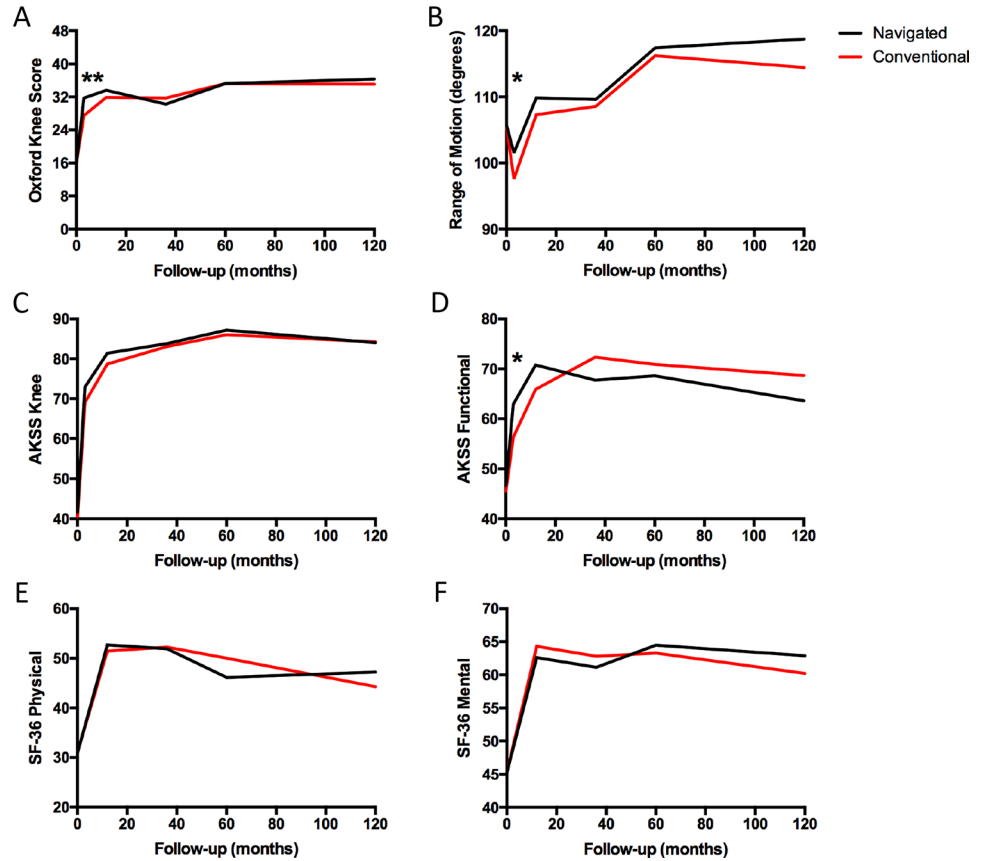 A
Oxford Knee Score
48
40
32
24
16
8
0
**
0 20 40 60 80 100 120
Follow-up (months)
B
Range of Motion (degrees)
120
110
100
90
*
0 20 40 60 80 100 120
Follow-up (months)
Navigated
Conventional
C
AKSS Knee
90
80
70
60
50
40
0 20 40 60 80 100 120
Follow-up (months)
D
AKSS Functional
80
70
60
50
40
*
0 20 40 60 80 100 120
Follow-up (months)
E
SF-36 Physical
60
50
40
30
20
0 20 40 60 80 100 120
Follow-up (months)
F
SF-36 Mental
70
65
60
55
50
45
40
0 20 40 60 80 100 120
Follow-up (months)